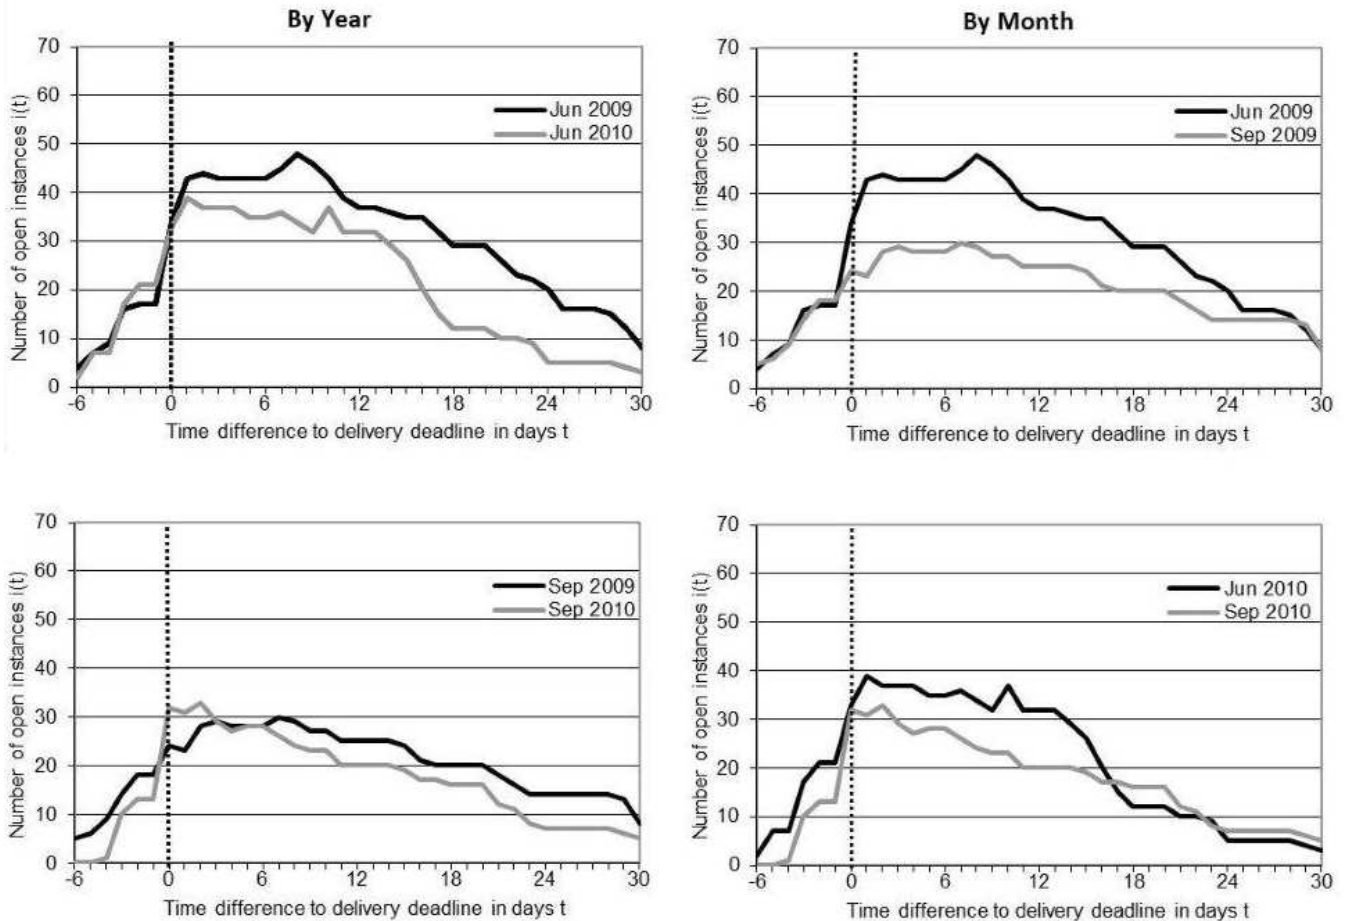 By Year
70
60
50
40
30
20
10
0
Number of open instances i(t)
Jun 2009
Jun 2010
-6 0 6 12 18 24 30
Time difference to delivery deadline in days t
By Month
70
60
50
40
30
20
10
0
Number of open instances i(t)
Jun 2009
Sep 2009
-6 0 6 12 18 24 30
Time difference to delivery deadline in days t
70
60
50
40
30
20
10
0
Number of open instances i(t)
Sep 2009
Sep 2010
-6 0 6 12 18 24 30
Time difference to delivery deadline in days t
70
60
50
40
30
20
10
0
Number of open instances i(t)
Jun 2010
Sep 2010
-6 0 6 12 18 24 30
Time difference to delivery deadline in days t